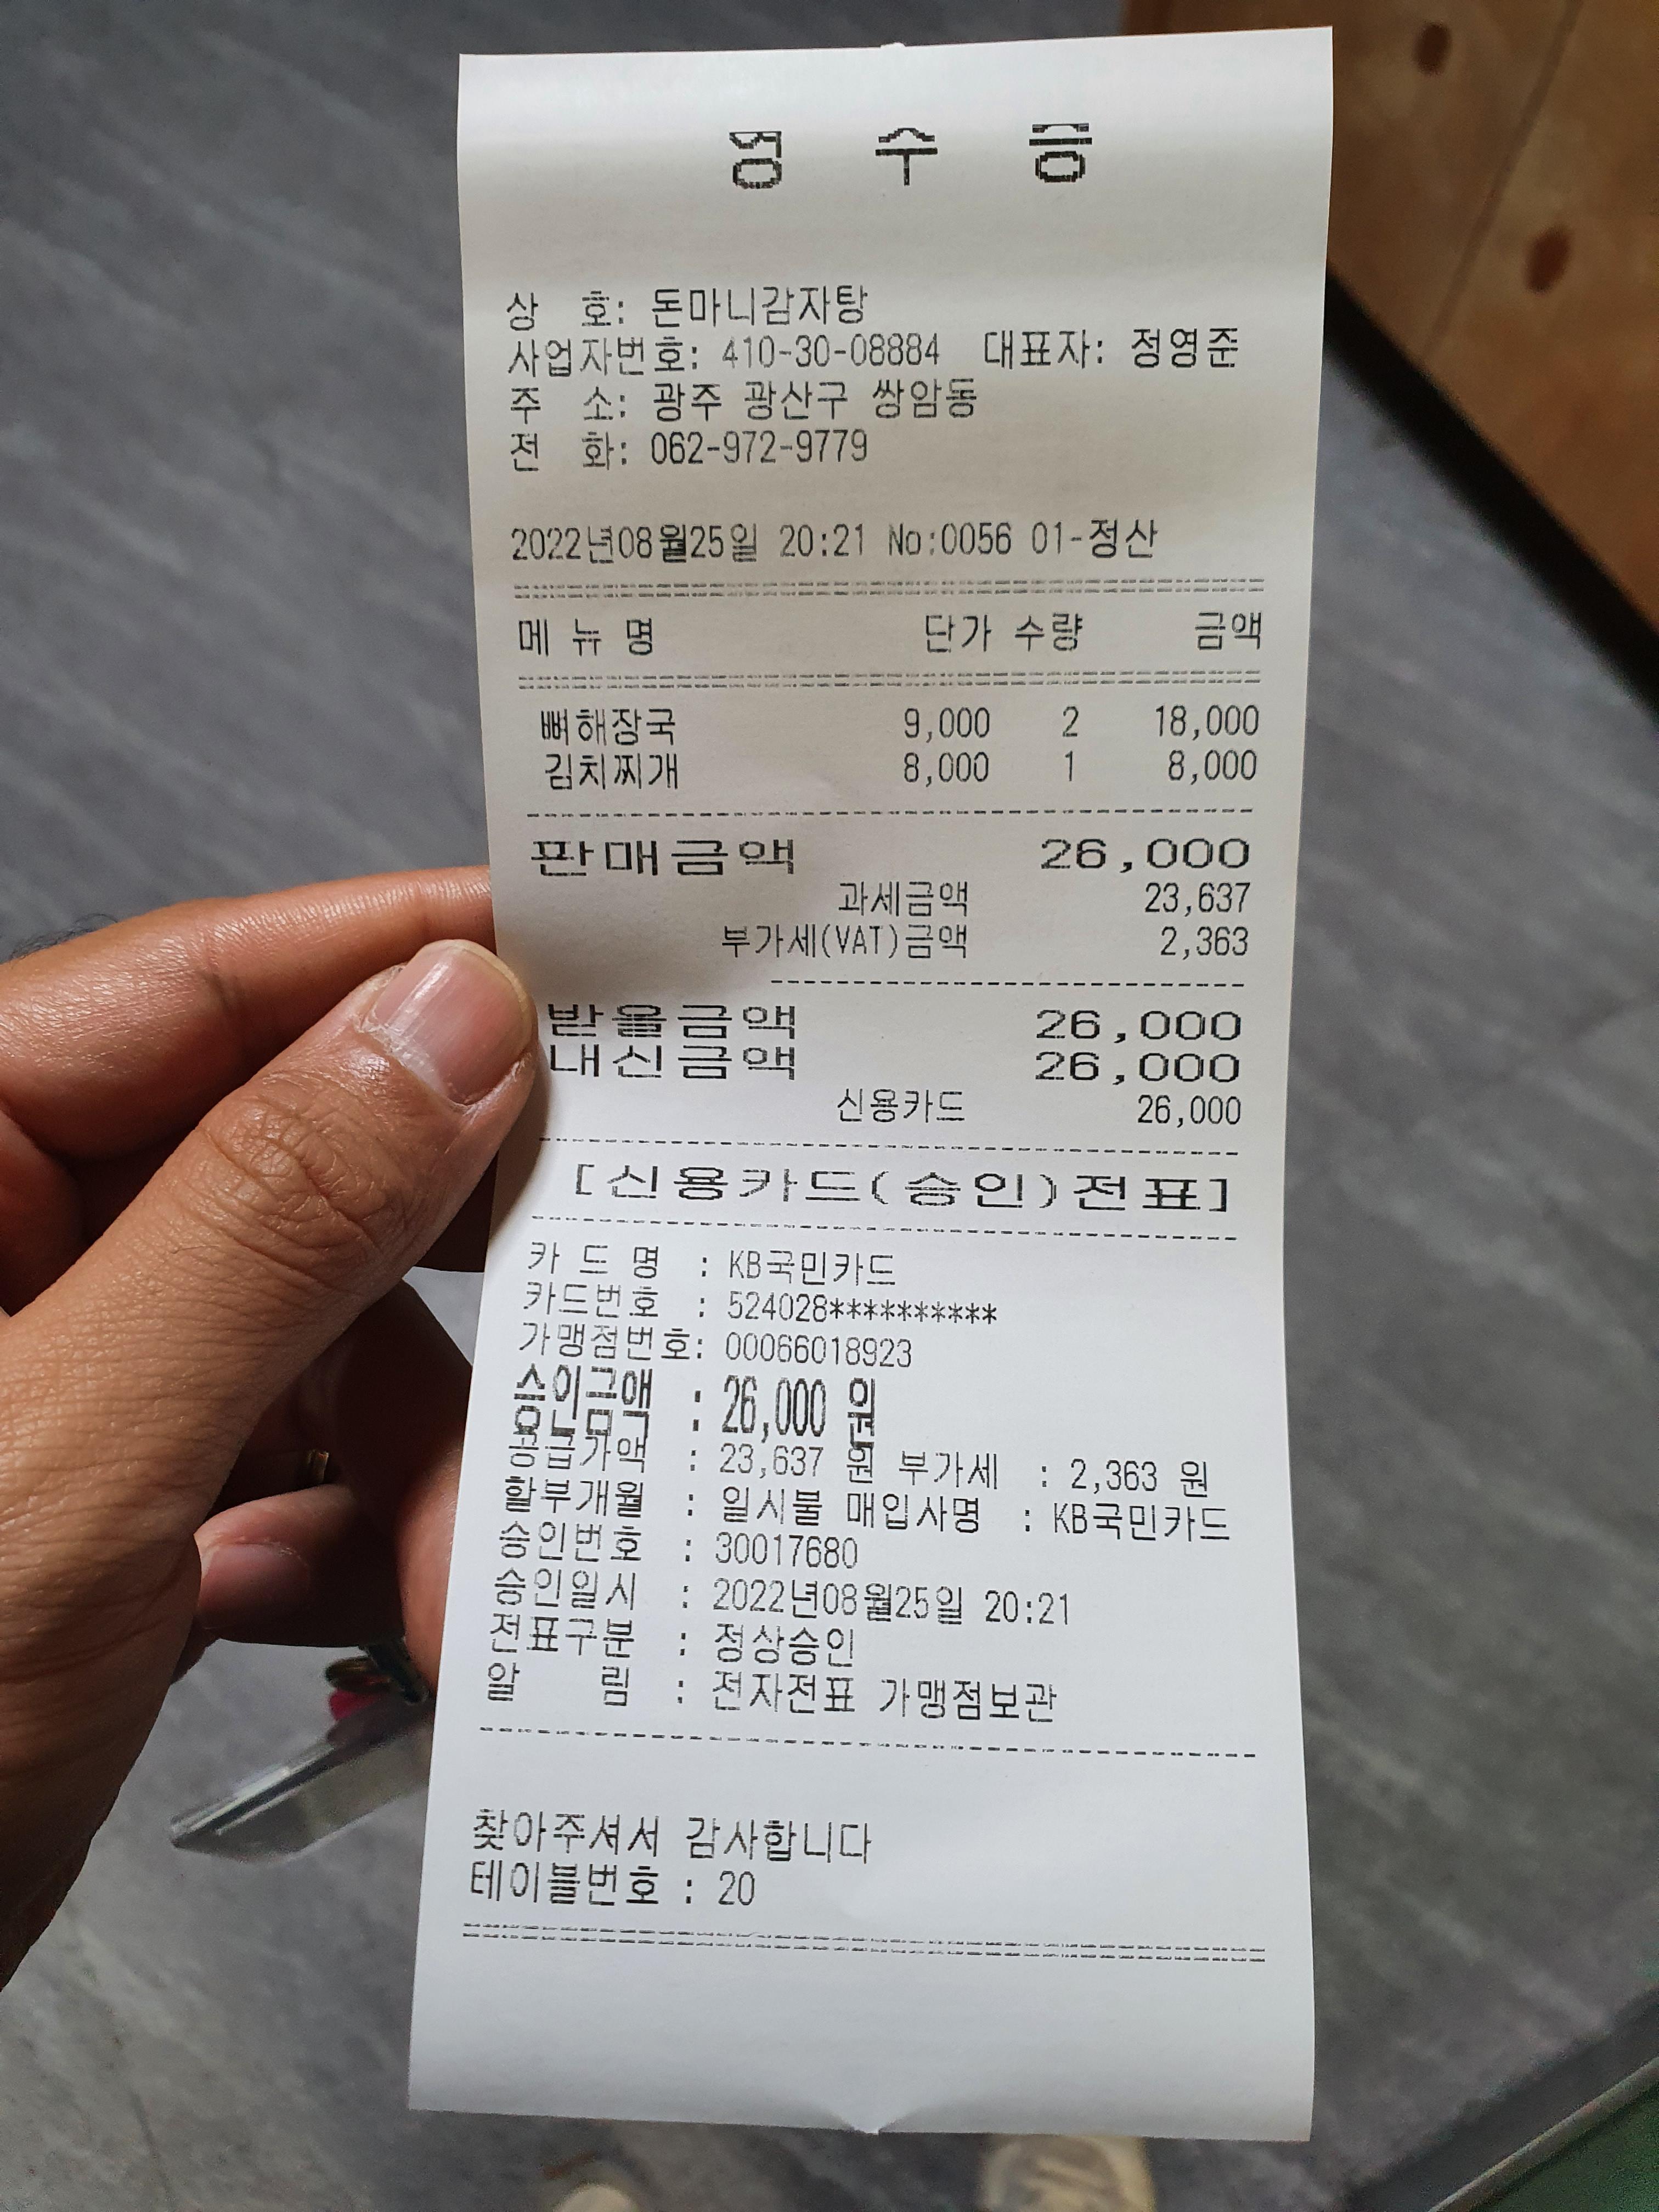 영 수 증
상 호: 돈마니감자탕
사업자번호: 410-30-08884 대표자: 정영준
주 소: 광주 광산구 쌍암동
전 화: 062-972-9779
2022년08월25일 20:21 No:0056 01-정산
메 뉴 명 단가 수량 금액
뼈해장국 9,000 2 18,000
김치찌개 8,000 1 8,000
판매금액 26,000
과세금액 23,637
부가세(VAT)금액 2,363
받을금액 26,000
내신금액 26,000
신용카드 26,000
[신용카드(승인)전표]
카 드 명 : KB국민카드
카드번호 : 524028**********
가맹점번호: 00066018923
승인금액 : 26,000 원
공급가액 : 23,637 원 부가세 : 2,363 원
할부개월 : 일시불 매입사명 : KB국민카드
승인번호 : 30017680
승인일시 : 2022년08월25일 20:21
전표구분 : 정상승인
알 림 : 전자전표 가맹점보관
찾아주셔서 감사합니다
테이블번호 : 20